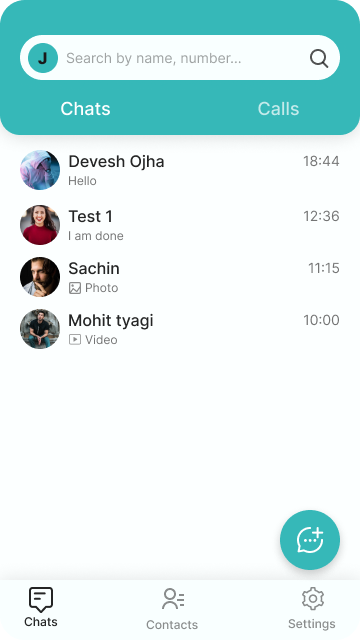 J Search by name, number...
Chats Calls
Devesh Ojha 18:44
Hello
Test 1 12:36
I am done
Sachin 11:15
Photo
Mohit tyagi 10:00
Video
Chats Contacts Settings